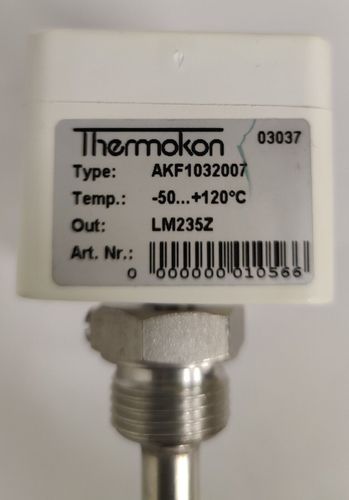 Thermokon 03037
Type: AKF1032007
Temp.: -50...+120°C
Out: LM235Z
Art. Nr.:
0 000000 010566